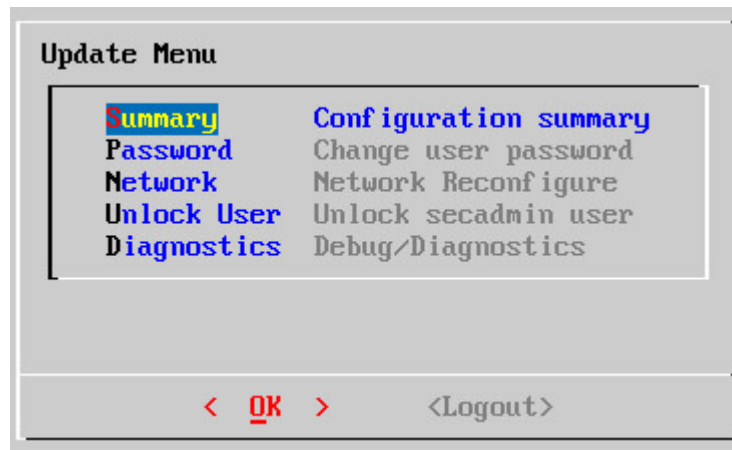 Update Menu
Summary Configuration summary
Password Change user password
Network Network Reconfigure
Unlock User Unlock secadmin user
Diagnostics Debug/Diagnostics
< OK > <Logout>